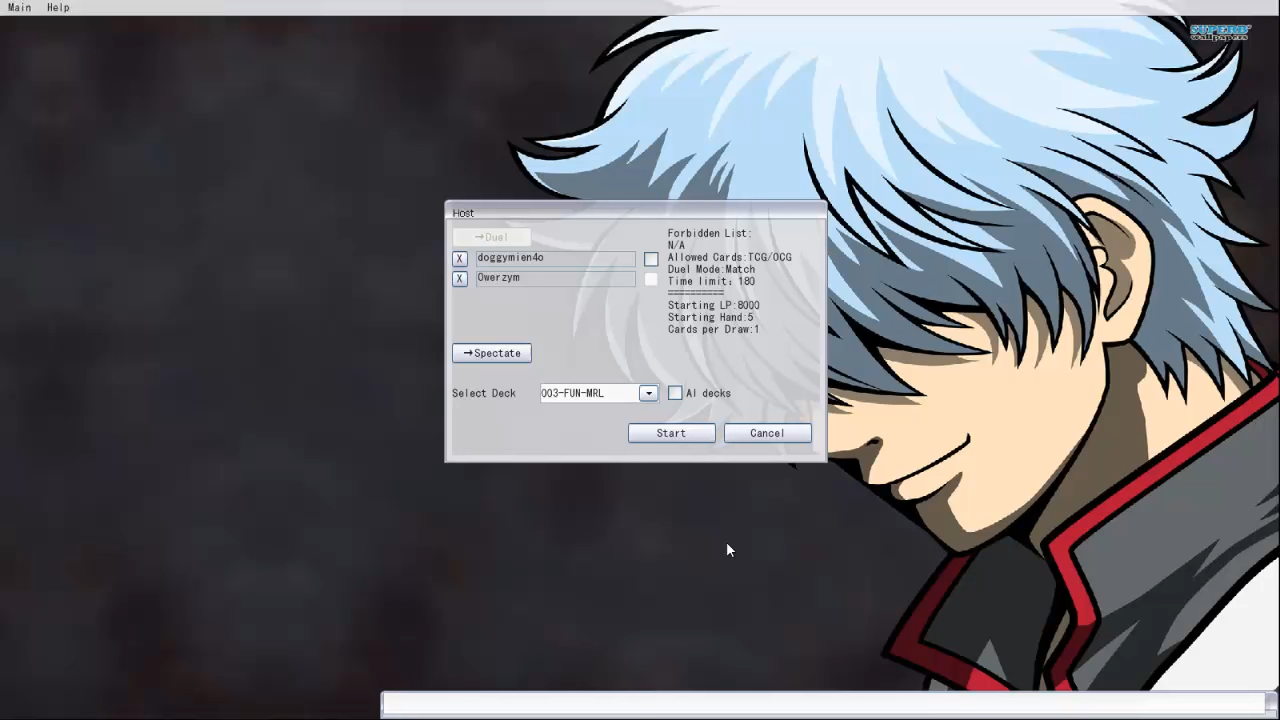 Main Help
SUPERB
wallpapers
Host
→Duel
X doggymien4o
X Owerzym
Forbidden List:
N/A
Allowed Cards:TCG/OCG
Duel Mode:Match
Time limit: 180
==========
Starting LP:8000
Starting Hand:5
Cards per Draw:1
→Spectate
Select Deck 003-FUN-MRL AI decks
Start Cancel